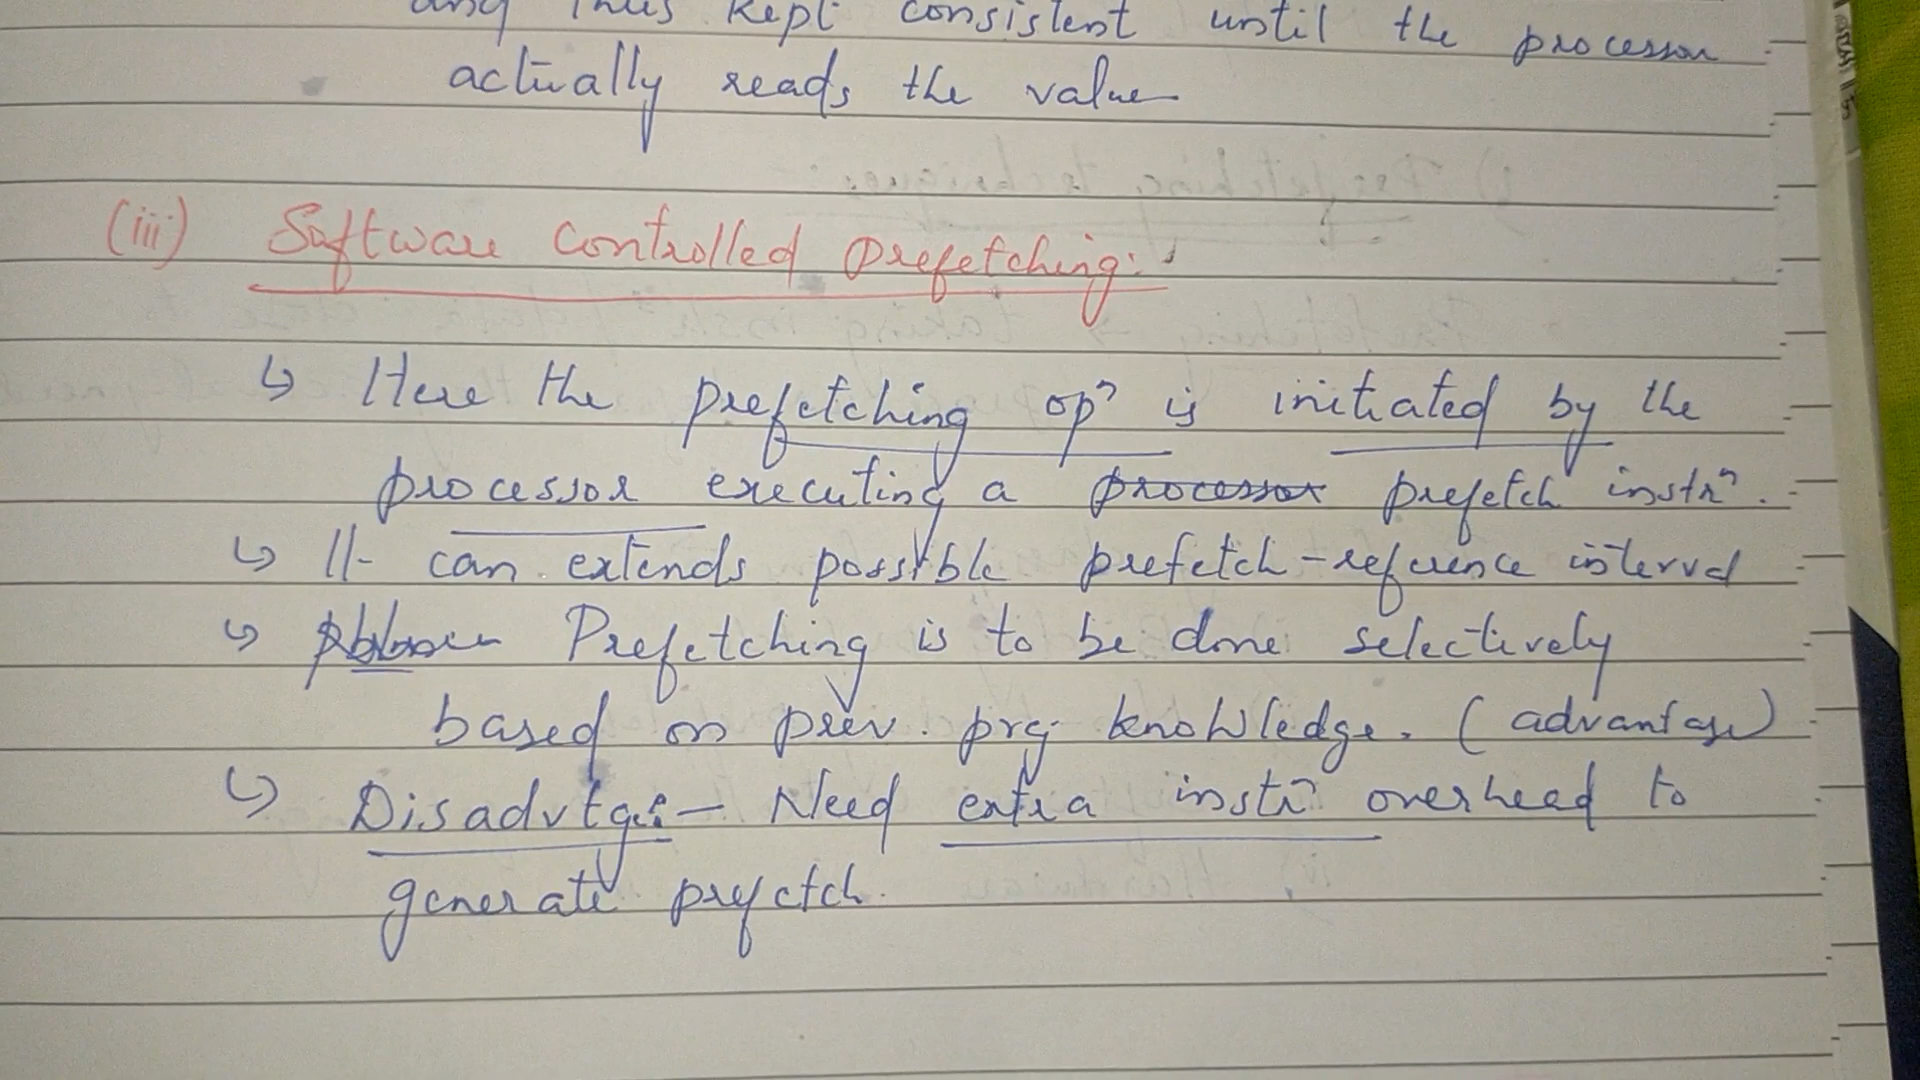 and thus kept consistent until the processor
actually reads the value
(iii) Software controlled prefetching:-
↳ Here the prefetching opⁿ is initiated by the
processor executing a processor prefetch instrⁿ.
↳ It can extends possible prefetch-reference interval
↳ Prefetching is to be done selectively
based on prev. prg. knowledge. (advantage)
↳ Disadvtge:- Need extra instrⁿ overhead to
generate prefetch.